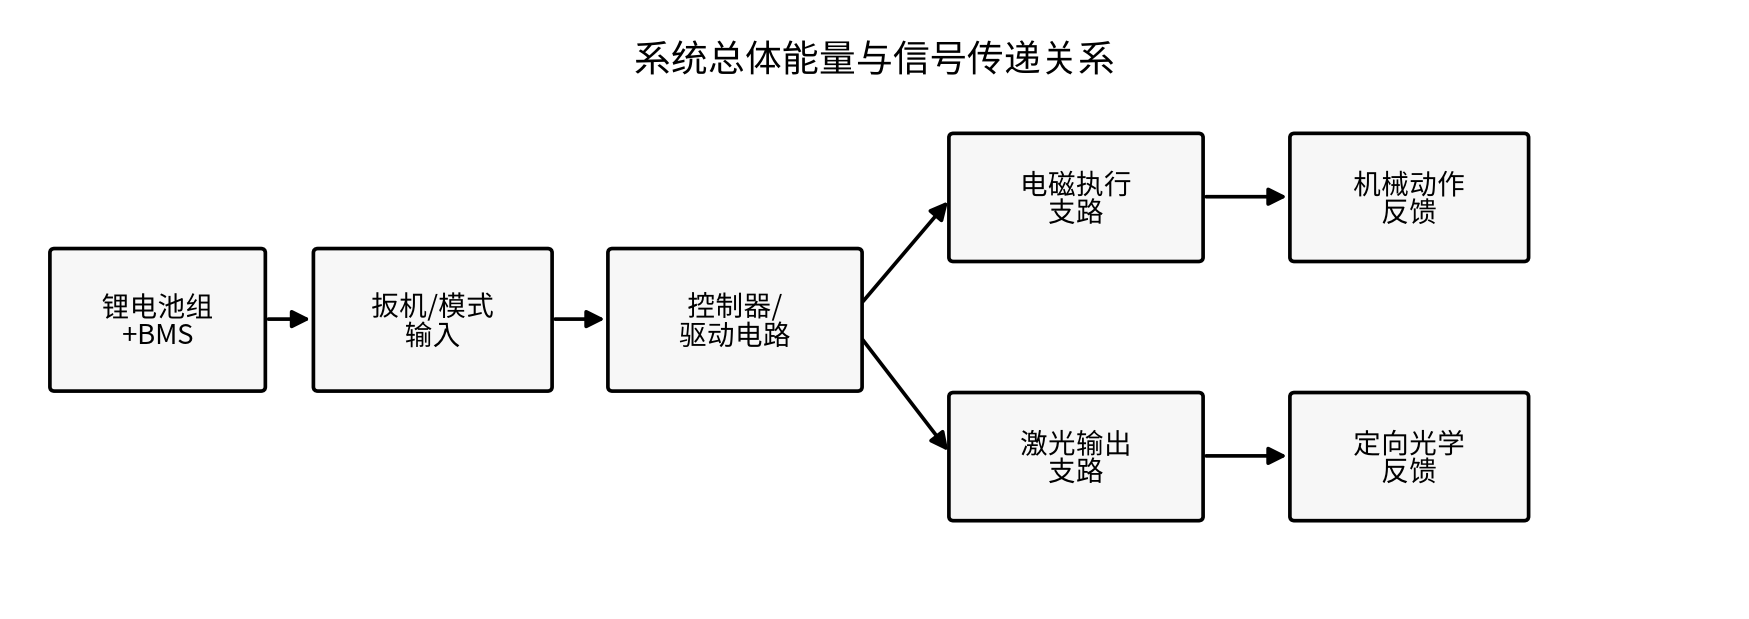 系统总体能量与信号传递关系
锂电池组
+BMS
扳机/模式
输入
控制器/
驱动电路
电磁执行
支路
机械动作
反馈
激光输出
支路
定向光学
反馈